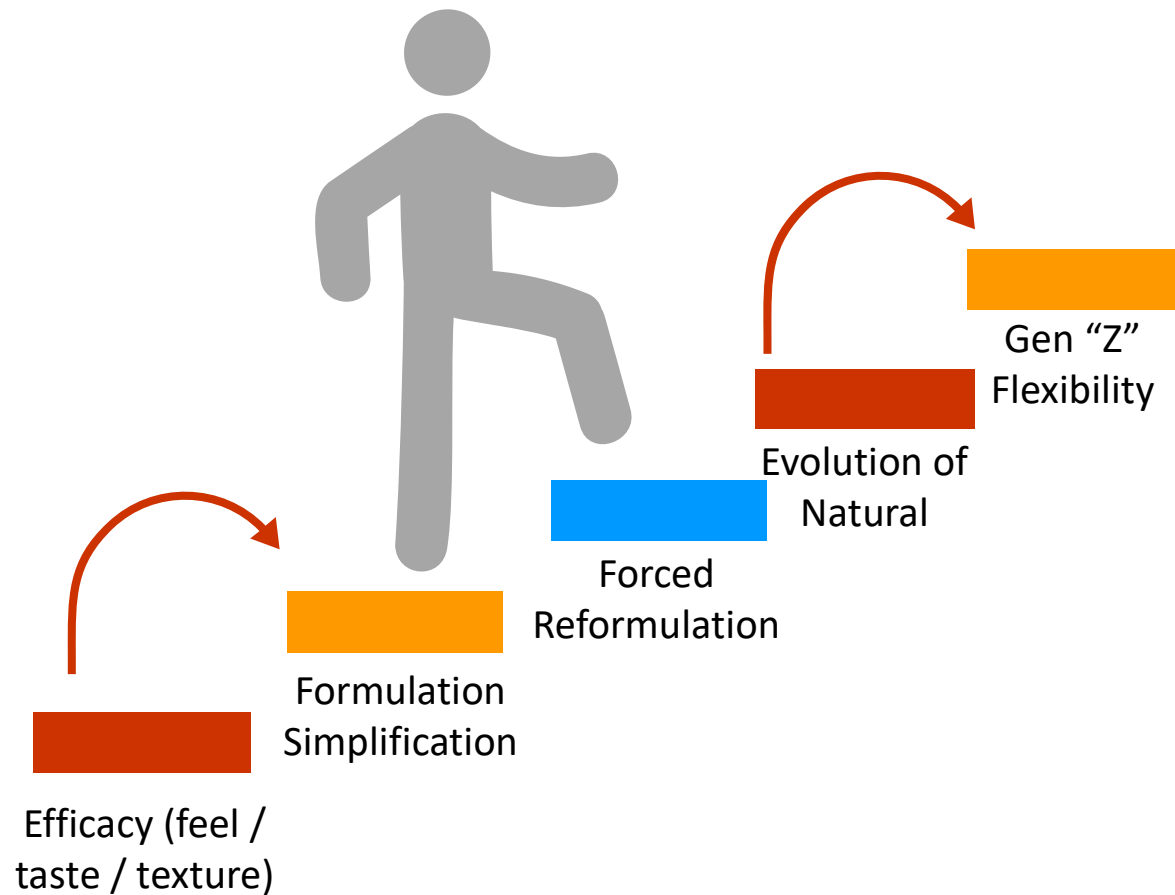 Efficacy (feel /
taste / texture)
Formulation
Simplification
Forced
Reformulation
Evolution of
Natural
Gen “Z”
Flexibility